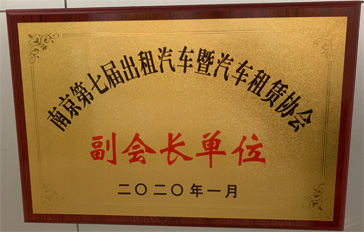 南京第七届出租汽车暨汽车租赁协会
副会长单位
二〇二〇年一月